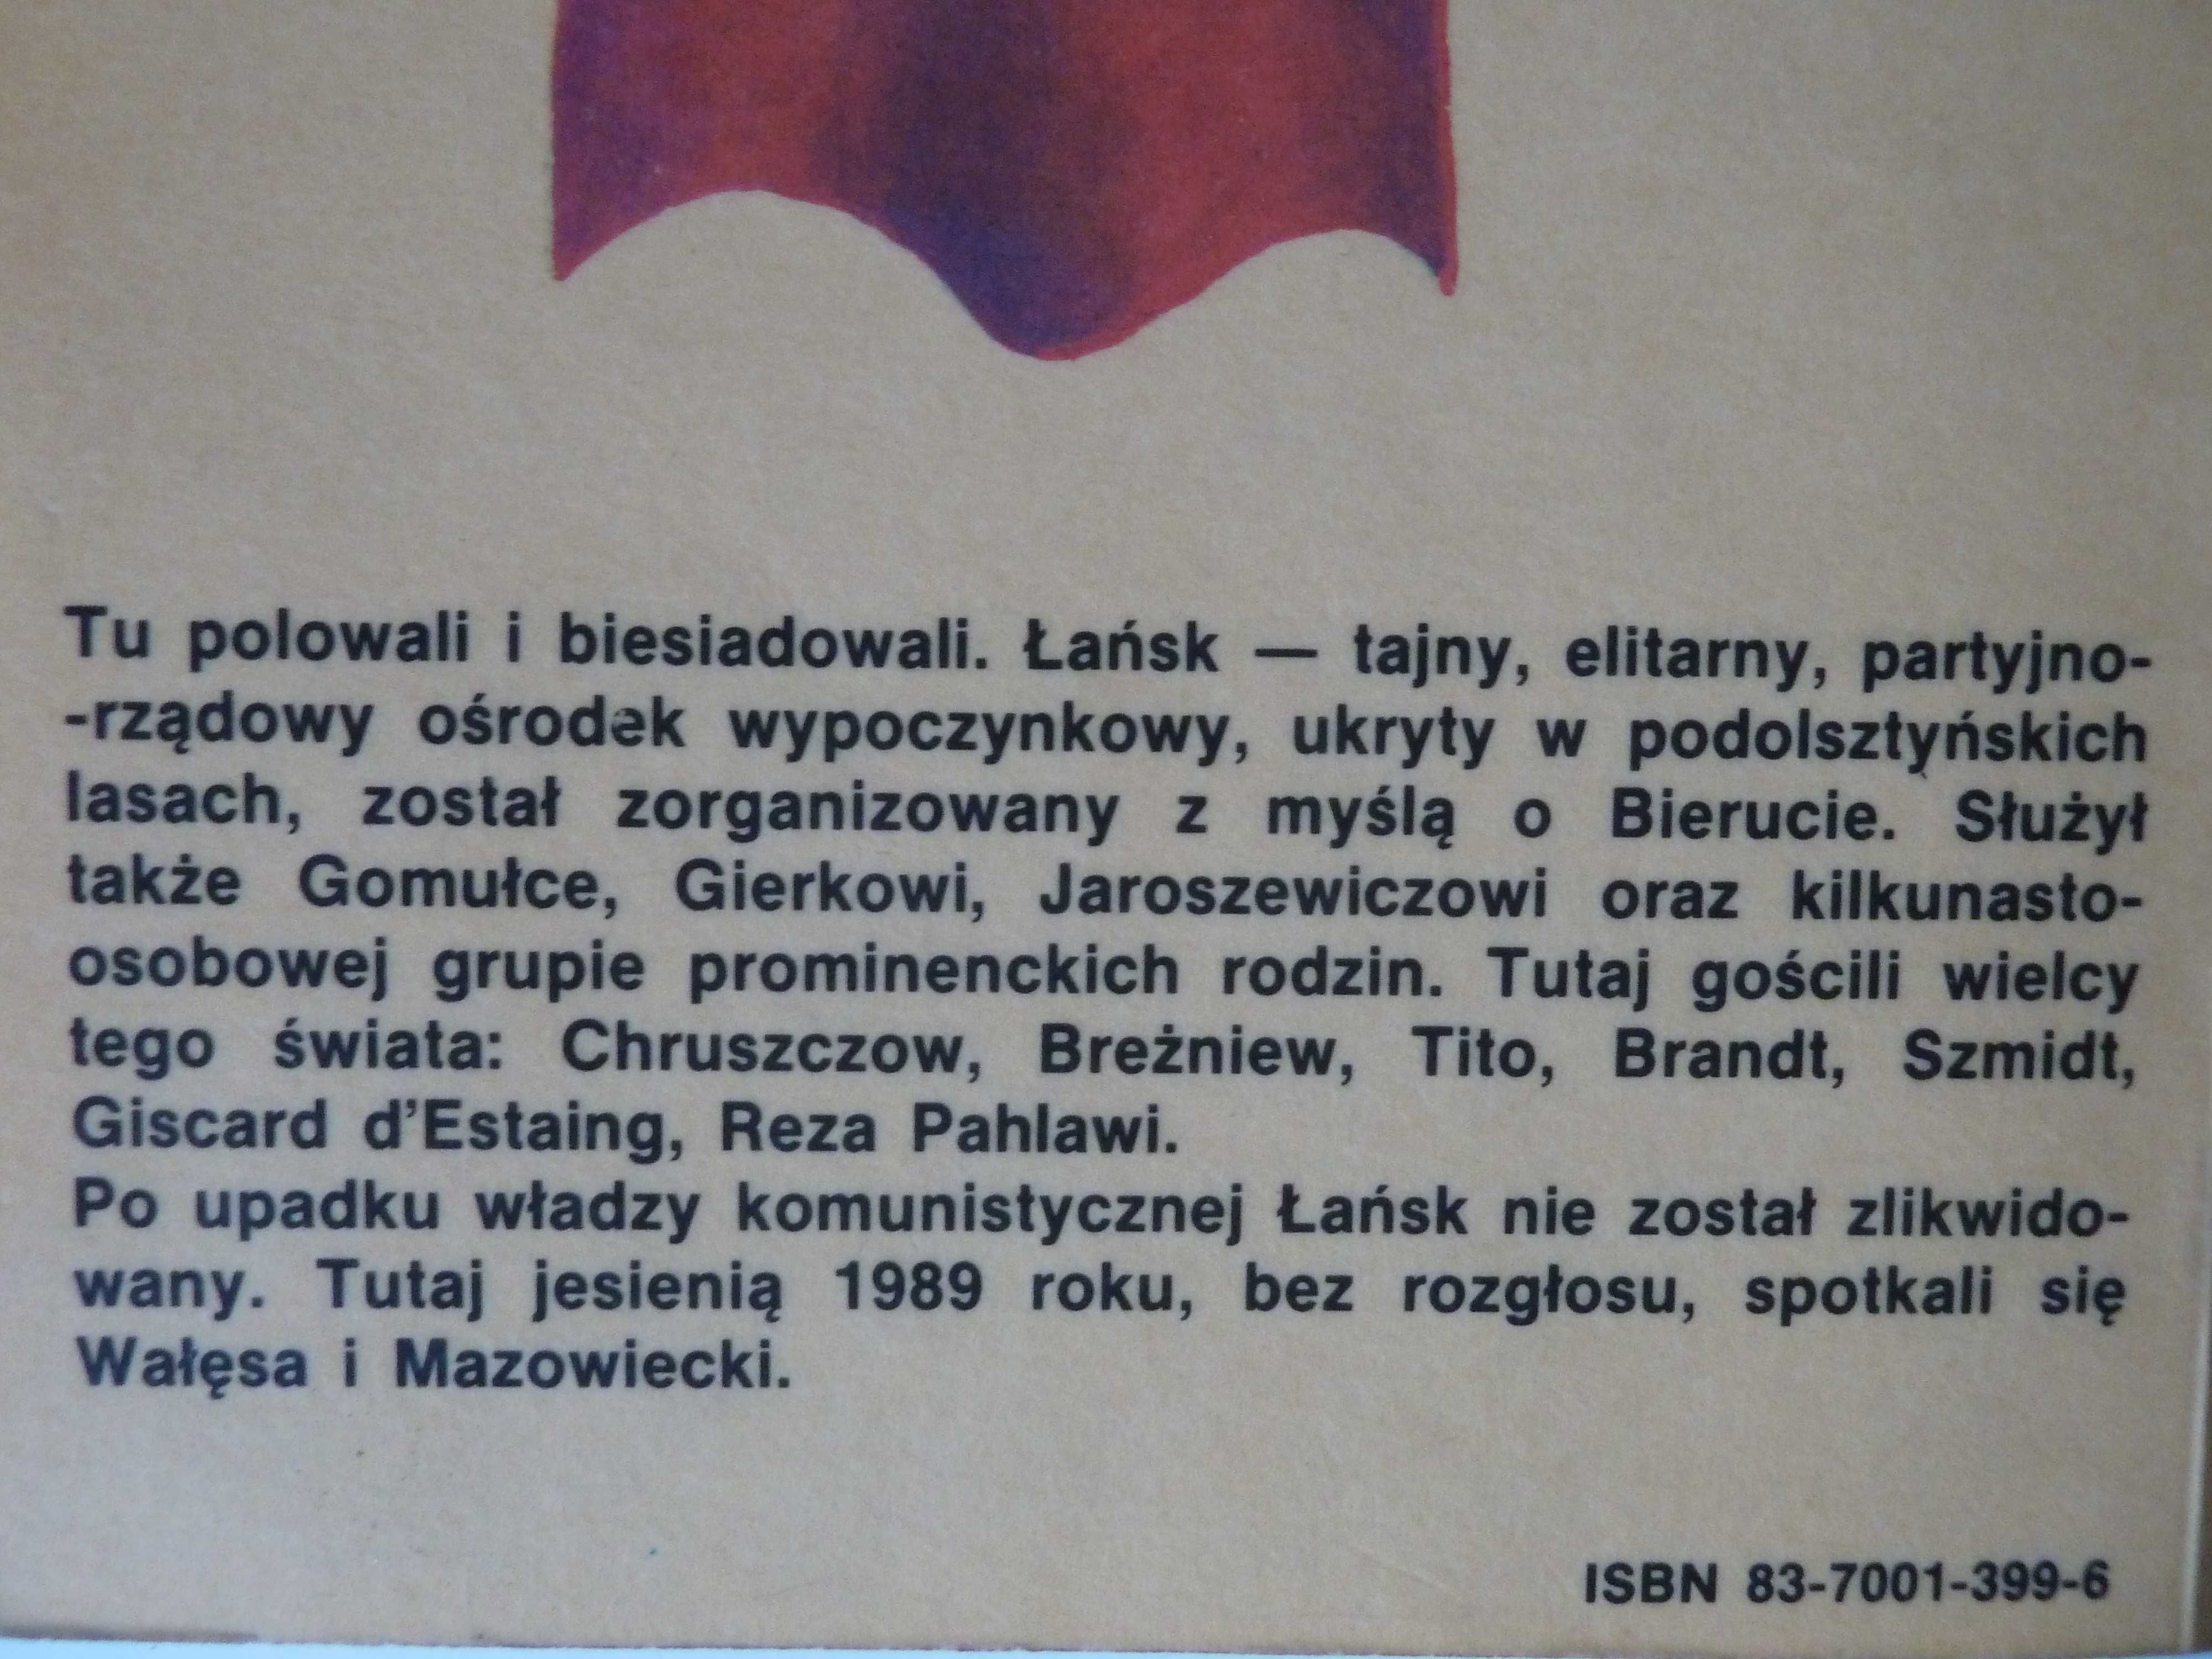 Tu polowali i biesiadowali. Łańsk — tajny, elitarny, partyjno-
-rządowy ośrodek wypoczynkowy, ukryty w podolsztyńskich
lasach, został zorganizowany z myślą o Bierucie. Służył
także Gomułce, Gierkowi, Jaroszewiczowi oraz kilkunasto-
osobowej grupie prominenckich rodzin. Tutaj gościli wielcy
tego świata: Chruszczow, Breżniew, Tito, Brandt, Szmidt,
Giscard d'Estaing, Reza Pahlawi.
Po upadku władzy komunistycznej Łańsk nie został zlikwido-
wany. Tutaj jesienią 1989 roku, bez rozgłosu, spotkali się
Wałęsa i Mazowiecki.
ISBN 83-7001-399-6